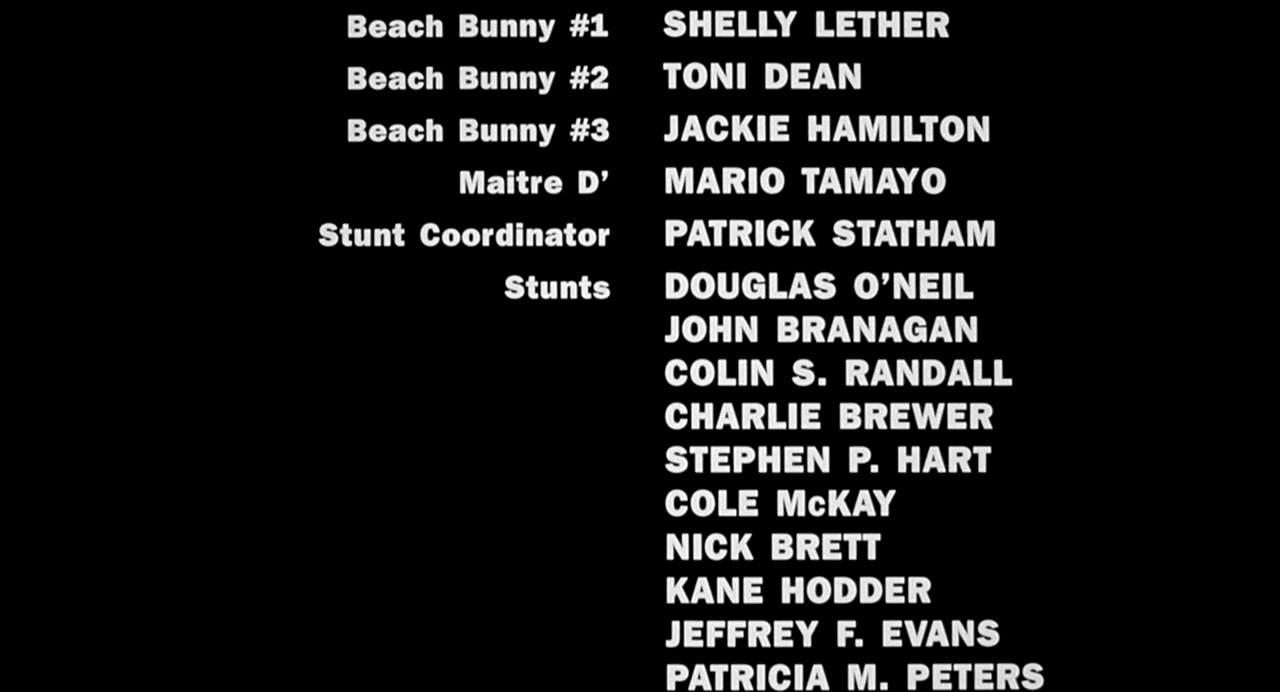 Beach Bunny #1 SHELLY LETHER
Beach Bunny #2 TONI DEAN
Beach Bunny #3 JACKIE HAMILTON
Maitre D’ MARIO TAMAYO
Stunt Coordinator PATRICK STATHAM
Stunts DOUGLAS O’NEIL
JOHN BRANAGAN
COLIN S. RANDALL
CHARLIE BREWER
STEPHEN P. HART
COLE McKAY
NICK BRETT
KANE HODDER
JEFFREY F. EVANS
PATRICIA M. PETERS